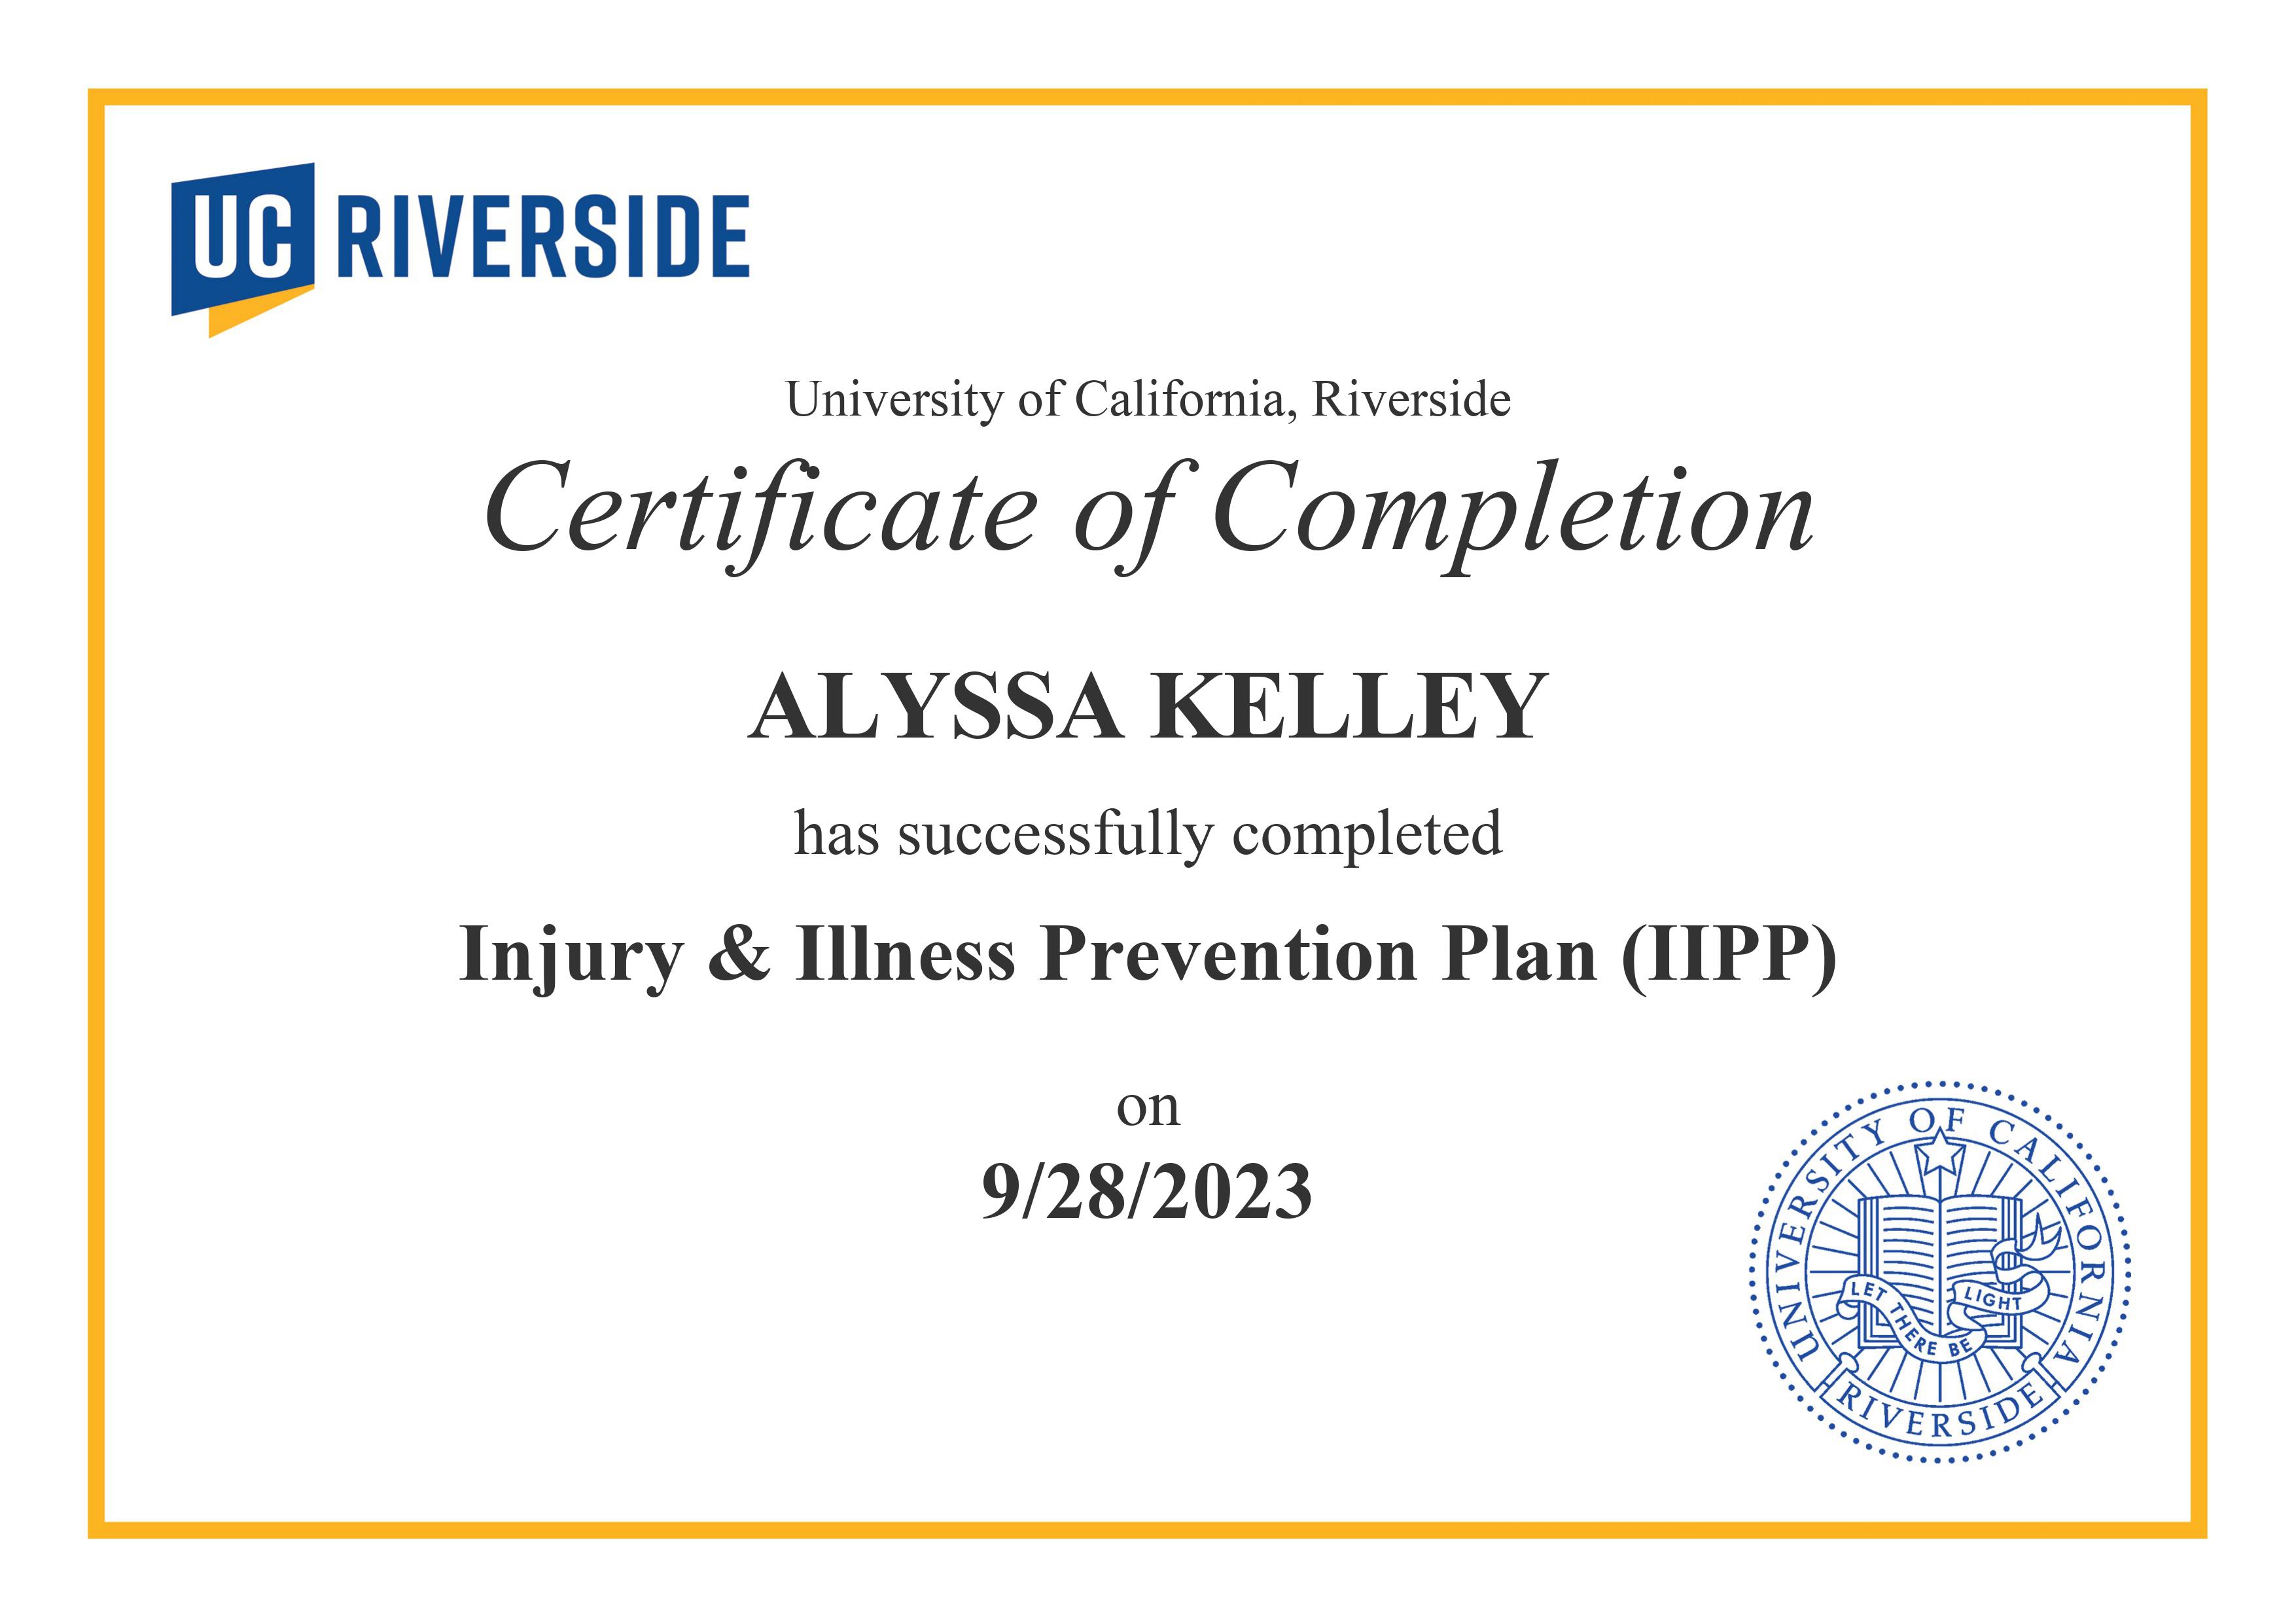 UC RIVERSIDE
University of California, Riverside
Certificate of Completion
ALYSSA KELLEY
has successfully completed
Injury & Illness Prevention Plan (IIPP)
on
9/28/2023
UNIVERSITY OF CALIFORNIA
LET THERE BE LIGHT
RIVERSIDE